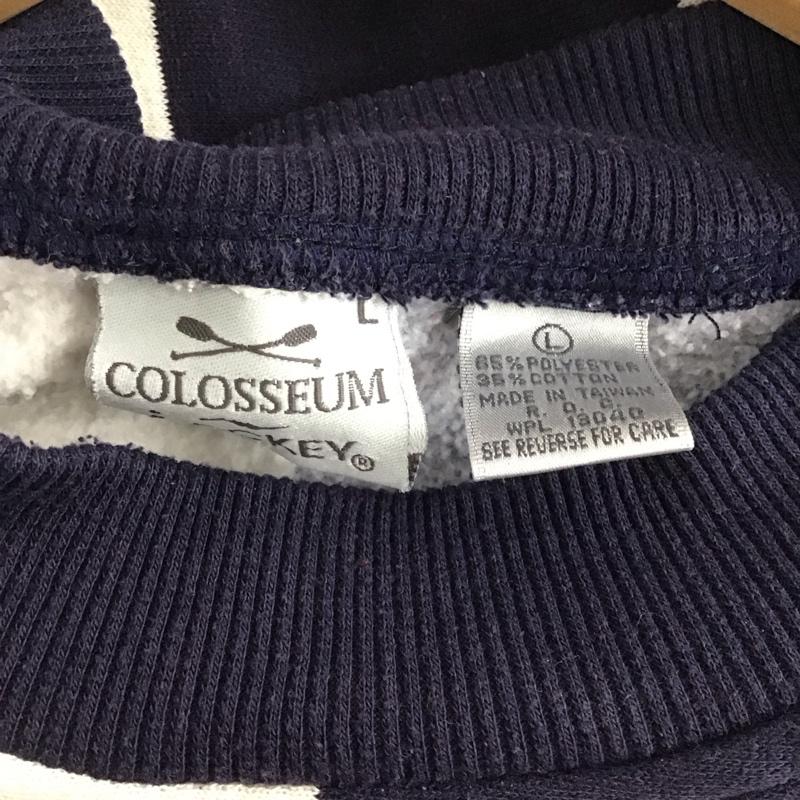 L
COLOSSEUM
KEY®
L
65% POLYESTER
35% COTTON
MADE IN TAIWAN
R. O. C.
WPL 13040
SEE REVERSE FOR CARE